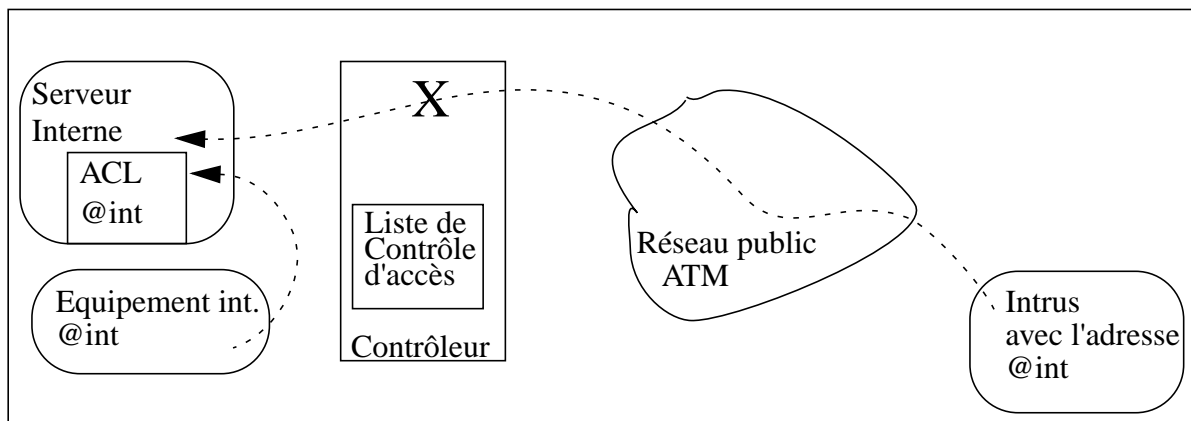 Serveur
Interne
ACL
@int
Equipement int.
@int
X
Liste de
Contrôle
d'accès
Contrôleur
Réseau public
ATM
Intrus
avec l'adresse
@int